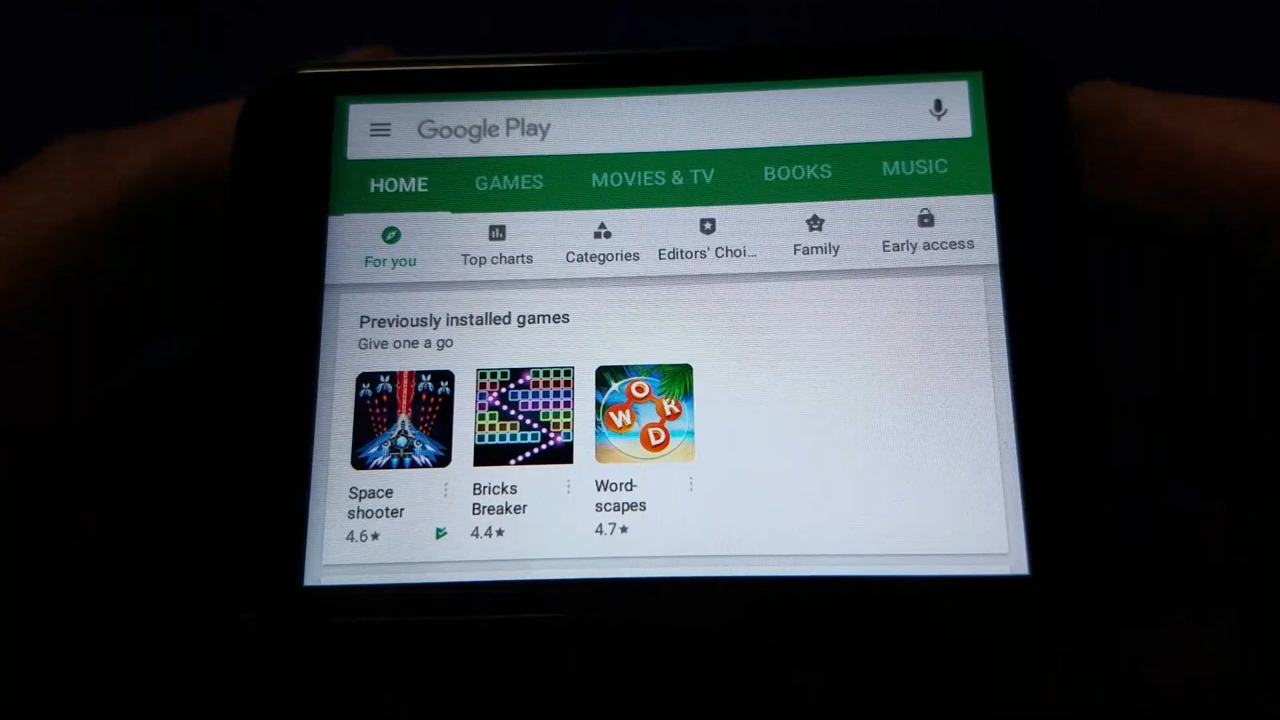 Google Play
HOME GAMES MOVIES & TV BOOKS MUSIC
For you Top charts Categories Editors' Choi... Family Early access
Previously installed games
Give one a go
W O R D
Space shooter
4.6★
Bricks Breaker
4.4★
Word-
scapes
4.7★